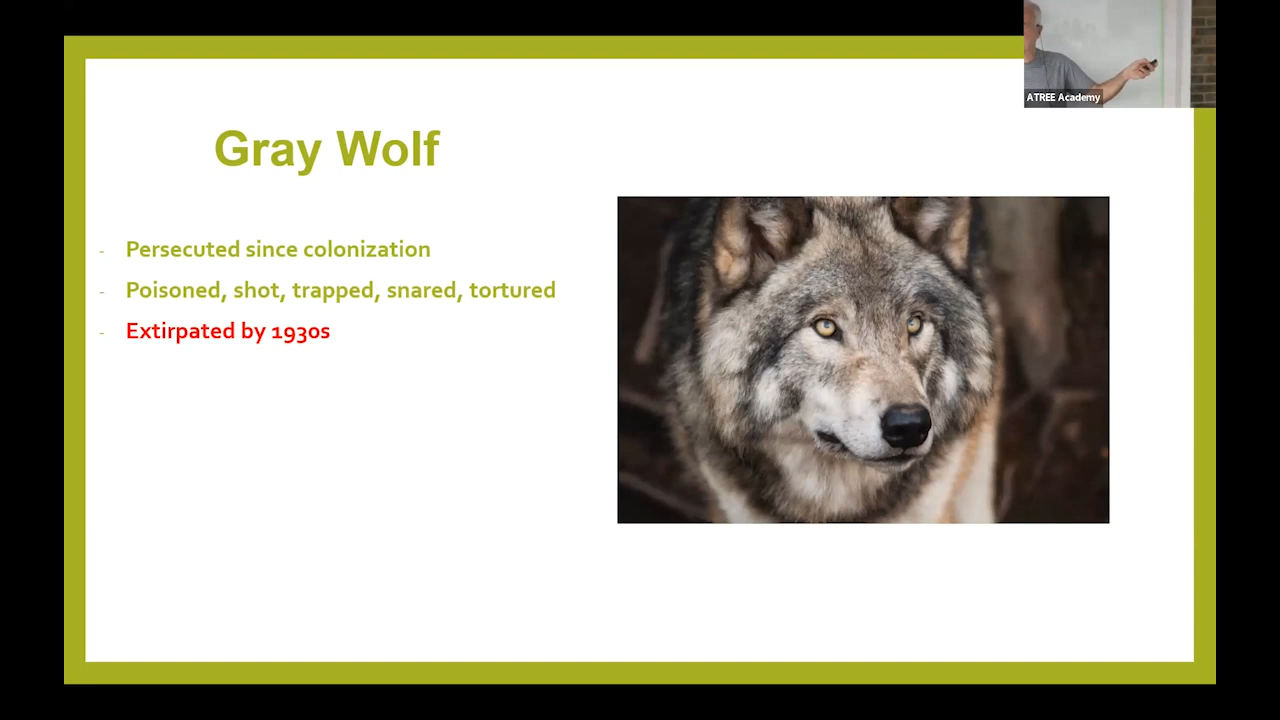 ATREE Academy
Gray Wolf
- Persecuted since colonization
- Poisoned, shot, trapped, snared, tortured
- Extirpated by 1930s